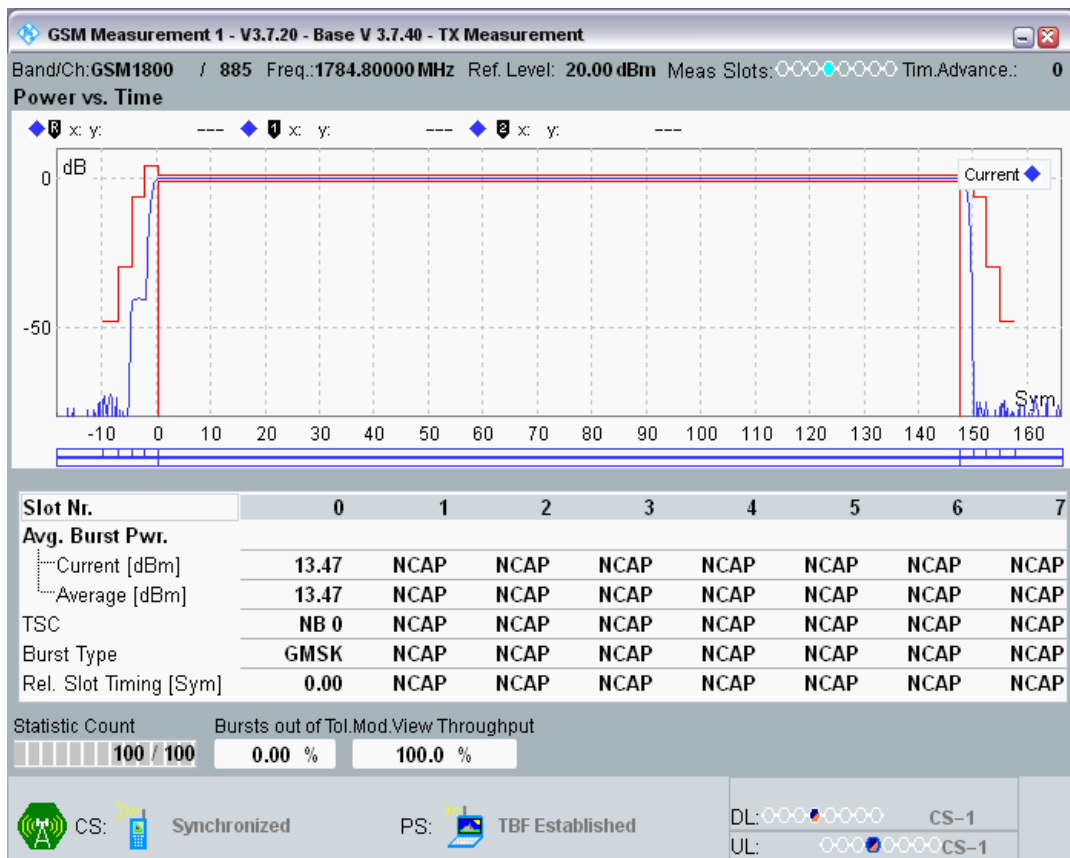 GSM Measurement 1 - V3.7.20 - Base V 3.7.40 - TX Measurement
Band/Ch:GSM1800 / 885 Freq.:1784.80000 MHz Ref. Level: 20.00 dBm Meas Slots: Tim.Advance.: 0
Power vs. Time
R x: y: --- 1 x: y: --- 2 x: y: ---
dB
0
Current
-50
Sym
-10 0 10 20 30 40 50 60 70 80 90 100 110 120 130 140 150 160
Slot Nr. 0 1 2 3 4 5 6 7
Avg. Burst Pwr.
Current [dBm] 13.47 NCAP NCAP NCAP NCAP NCAP NCAP NCAP
Average [dBm] 13.47 NCAP NCAP NCAP NCAP NCAP NCAP NCAP
TSC NB 0 NCAP NCAP NCAP NCAP NCAP NCAP NCAP
Burst Type GMSK NCAP NCAP NCAP NCAP NCAP NCAP NCAP
Rel. Slot Timing [Sym] 0.00 NCAP NCAP NCAP NCAP NCAP NCAP NCAP
Statistic Count Bursts out of Tol.Mod.View Throughput
100 / 100 0.00 % 100.0 %
CS: Synchronized PS: TBF Established DL: CS-1
UL: CS-1